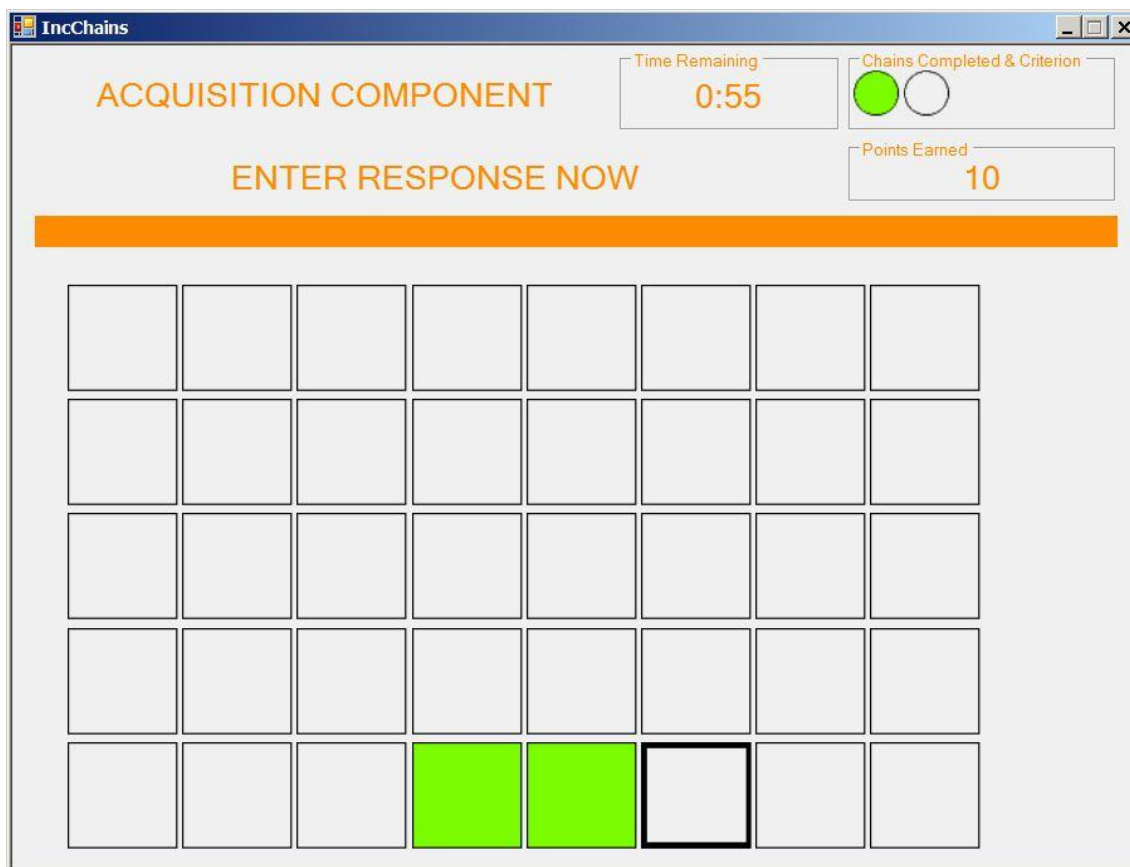 IncChains
ACQUISITION COMPONENT
Time Remaining
0:55
Chains Completed & Criterion
ENTER RESPONSE NOW
Points Earned
10